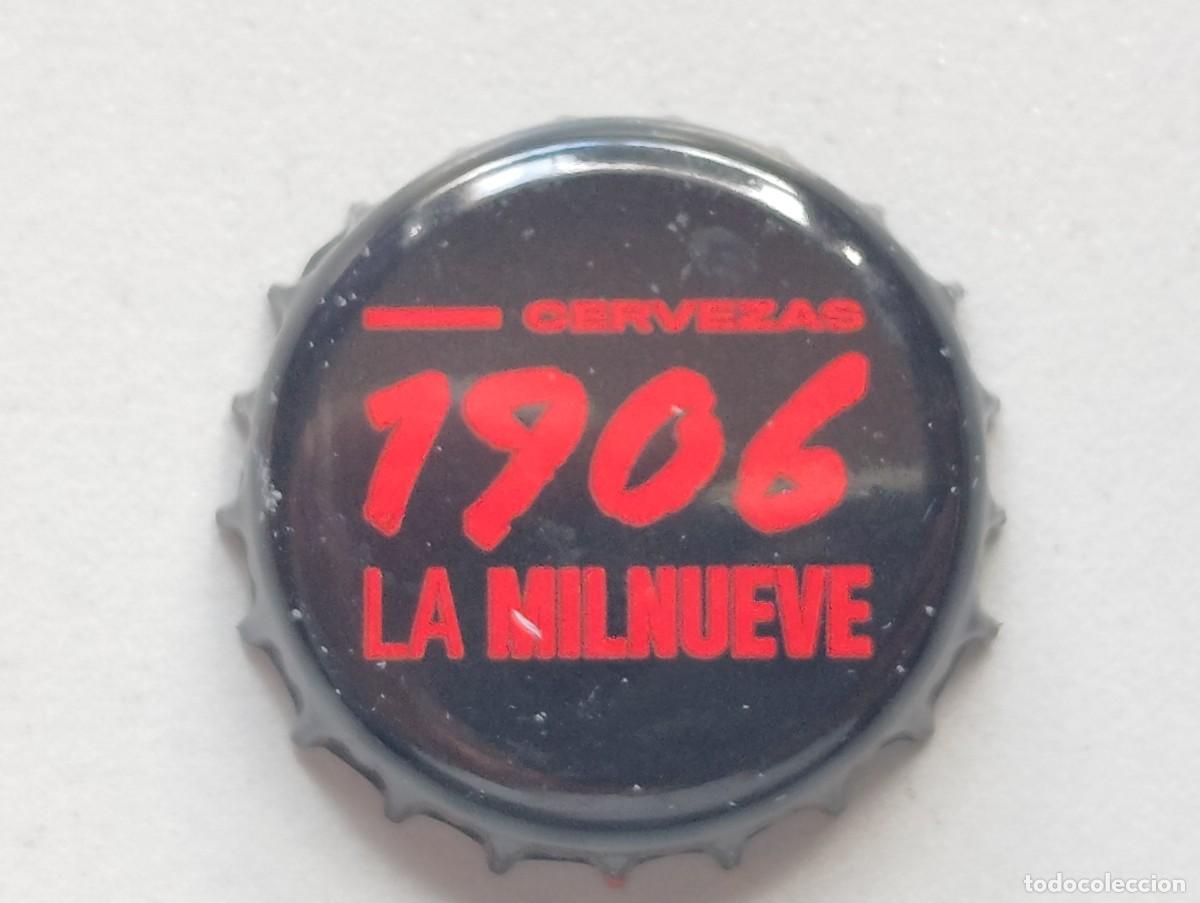 CERVEZAS
1906
LA MILNUEVE
todocoleccion